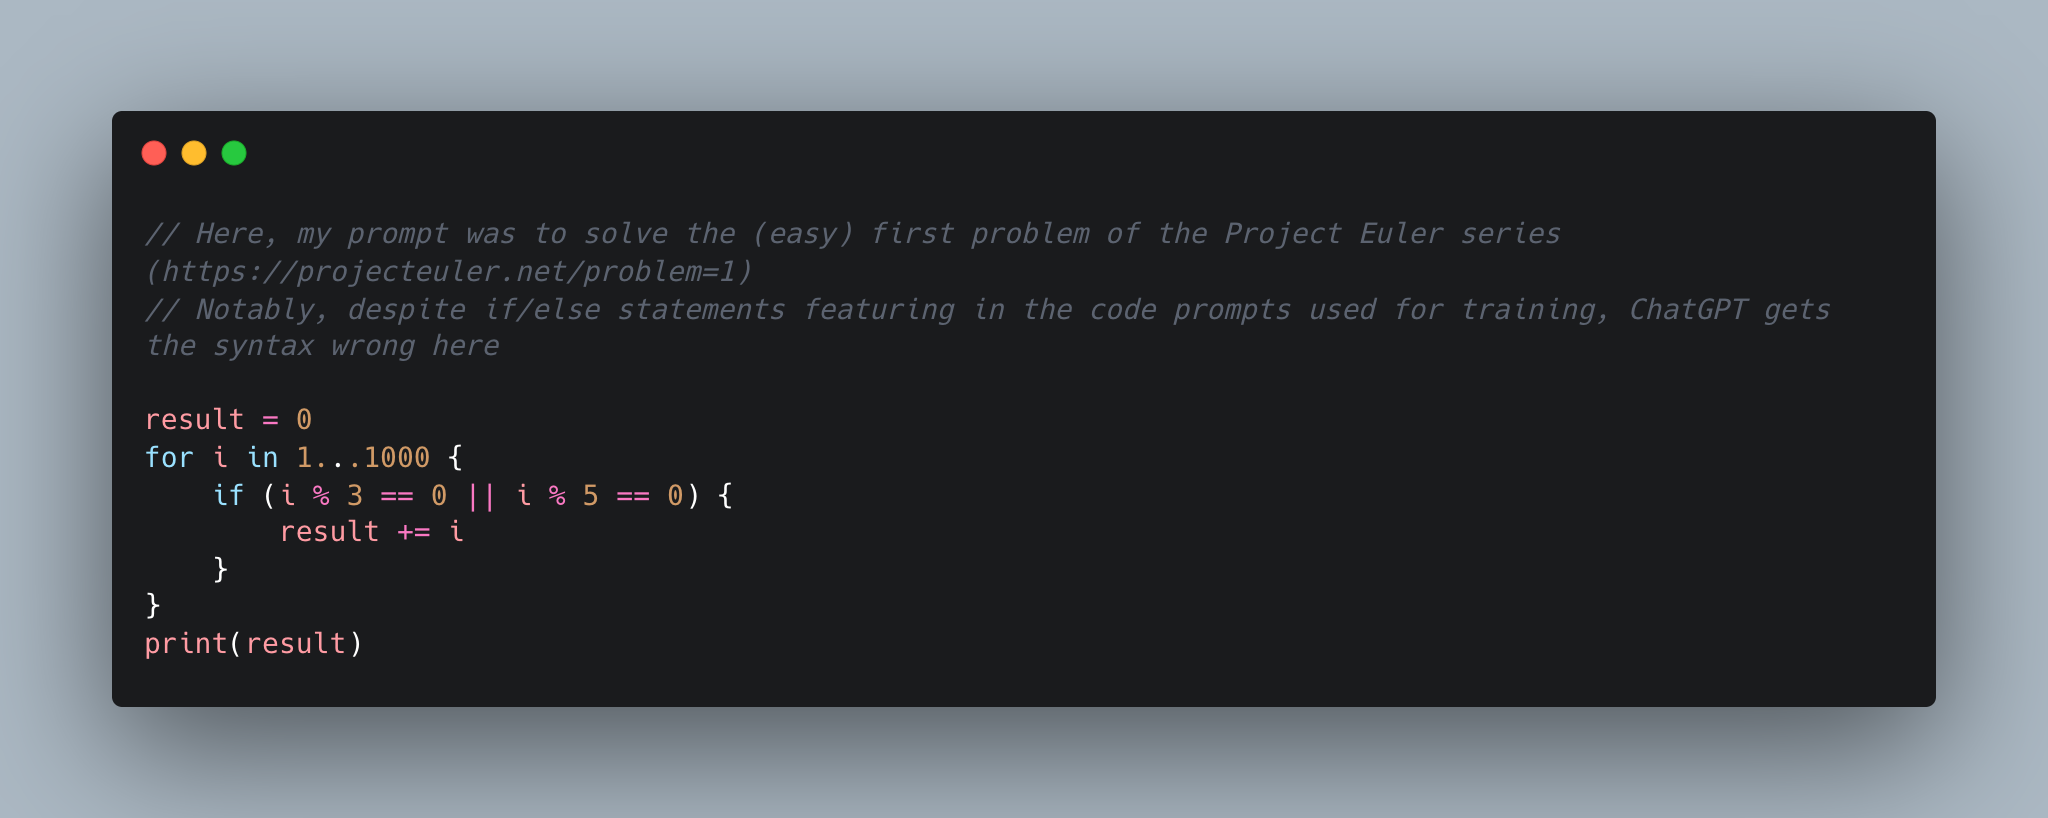 // Here, my prompt was to solve the (easy) first problem of the Project Euler series
(https://projecteuler.net/problem=1)
// Notably, despite if/else statements featuring in the code prompts used for training, ChatGPT gets
the syntax wrong here

result = 0
for i in 1...1000 {
    if (i % 3 == 0 || i % 5 == 0) {
        result += i
    }
}
print(result)